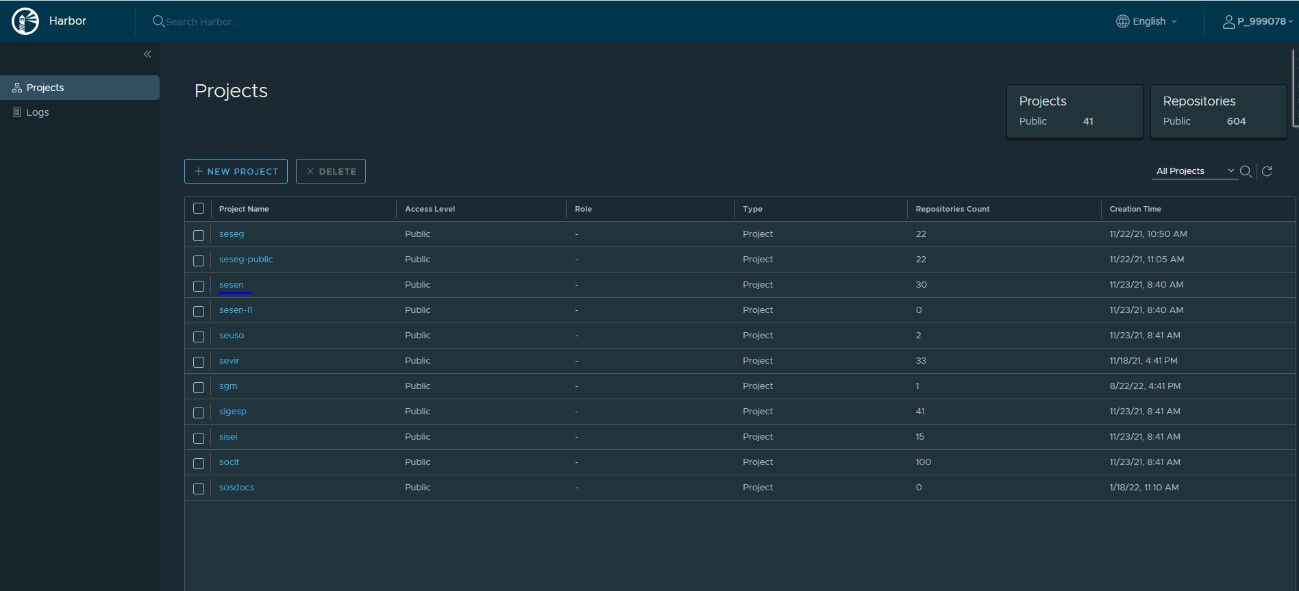 Harbor
Search Harbor...
English
P_999078
Projects
Logs
Projects
Projects
Public 41
Repositories
Public 604
+ NEW PROJECT
× DELETE
All Projects
Project Name Access Level Role Type Repositories Count Creation Time
seseg Public - Project 22 11/22/21, 10:50 AM
seseg-public Public - Project 22 11/22/21, 11:05 AM
sesen Public - Project 30 11/23/21, 8:40 AM
sesen-l1 Public - Project 0 11/23/21, 8:40 AM
seuso Public - Project 2 11/23/21, 8:41 AM
sevir Public - Project 33 11/18/21, 4:41 PM
sgm Public - Project 1 8/22/22, 4:41 PM
sigesp Public - Project 41 11/23/21, 8:41 AM
sisei Public - Project 15 11/23/21, 8:41 AM
socit Public - Project 100 11/23/21, 8:41 AM
sosdocs Public - Project 0 1/18/22, 11:10 AM